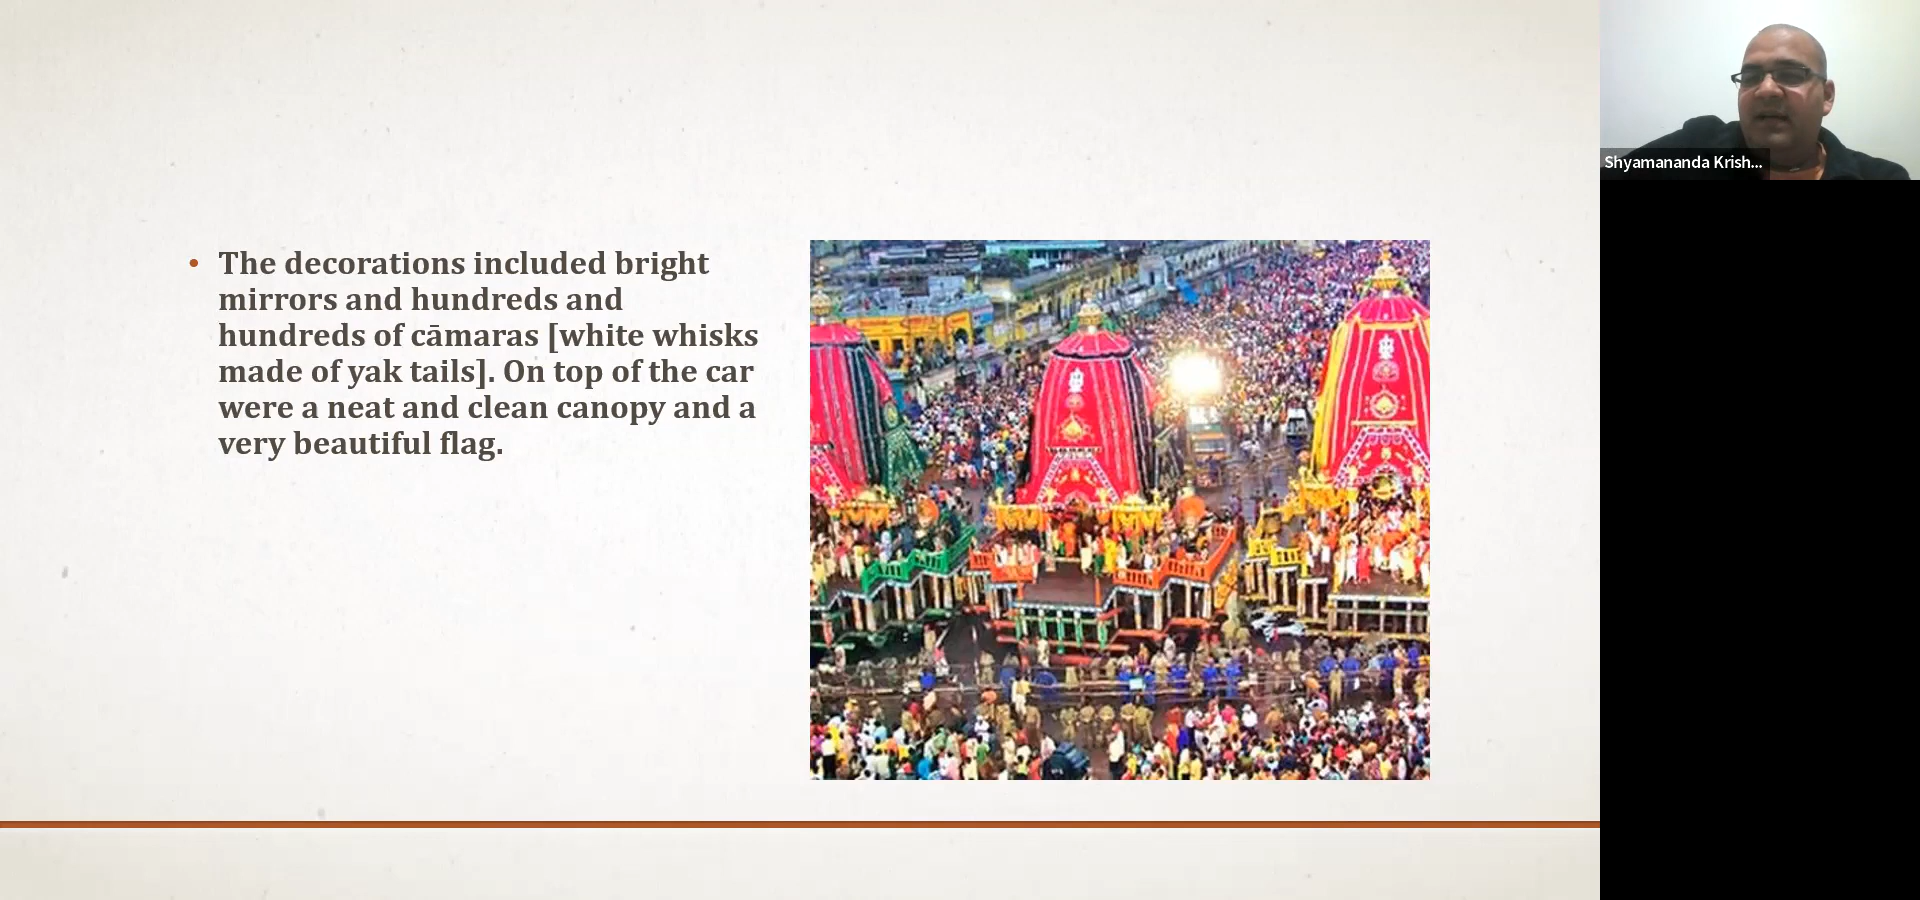 • The decorations included bright
mirrors and hundreds and
hundreds of cāmaras [white whisks
made of yak tails]. On top of the car
were a neat and clean canopy and a
very beautiful flag.
Shyamananda Krish...